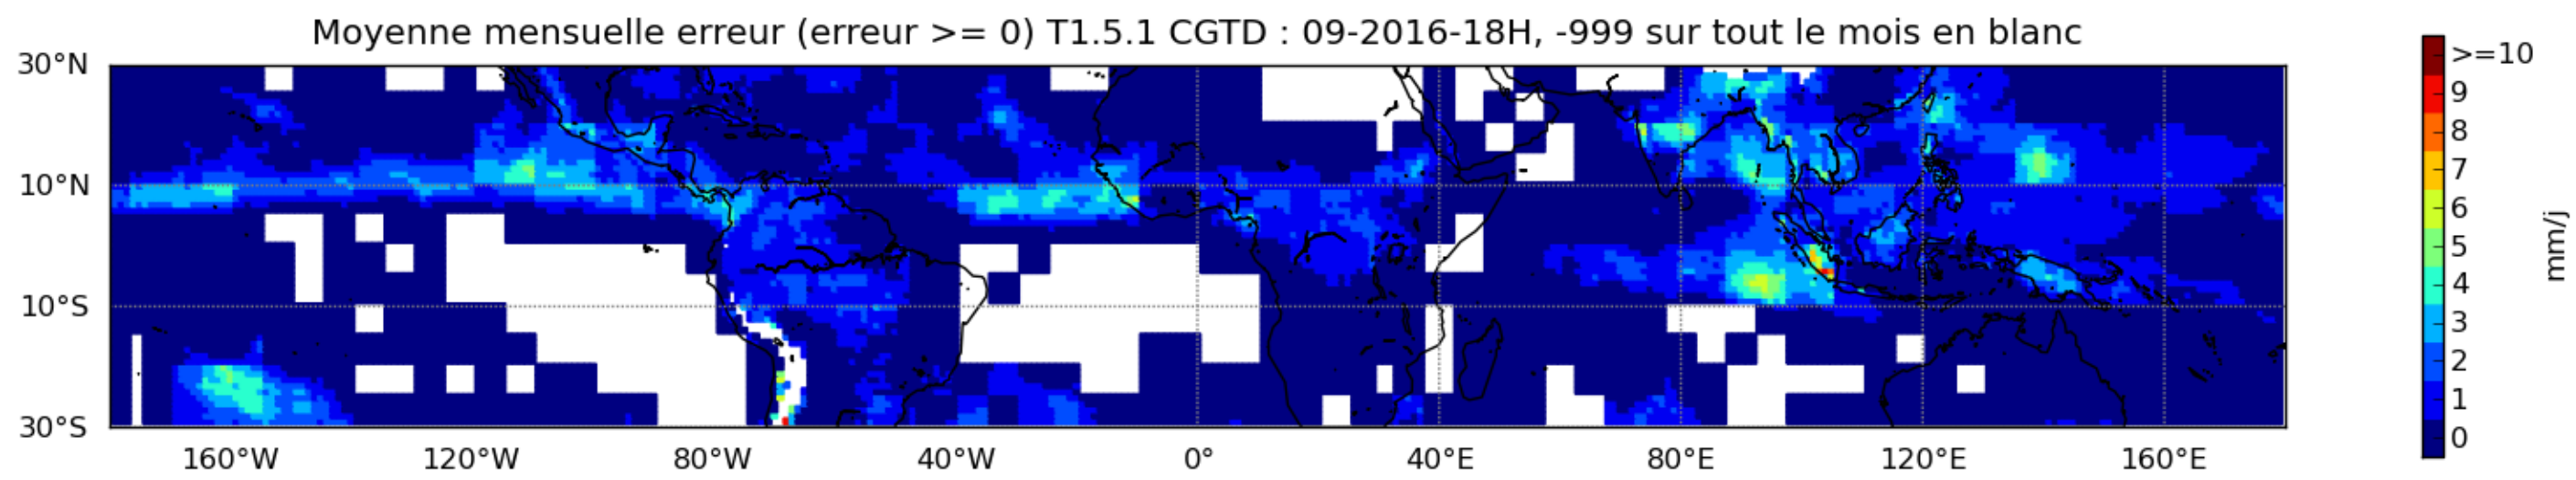 Moyenne mensuelle erreur (erreur >= 0) T1.5.1 CGTD : 09-2016-18H, -999 sur tout le mois en blanc
30°N
10°N
10°S
30°S
160°W 120°W 80°W 40°W 0° 40°E 80°E 120°E 160°E
>=10
9
8
7
6
5
4
3
2
1
0
mm/j